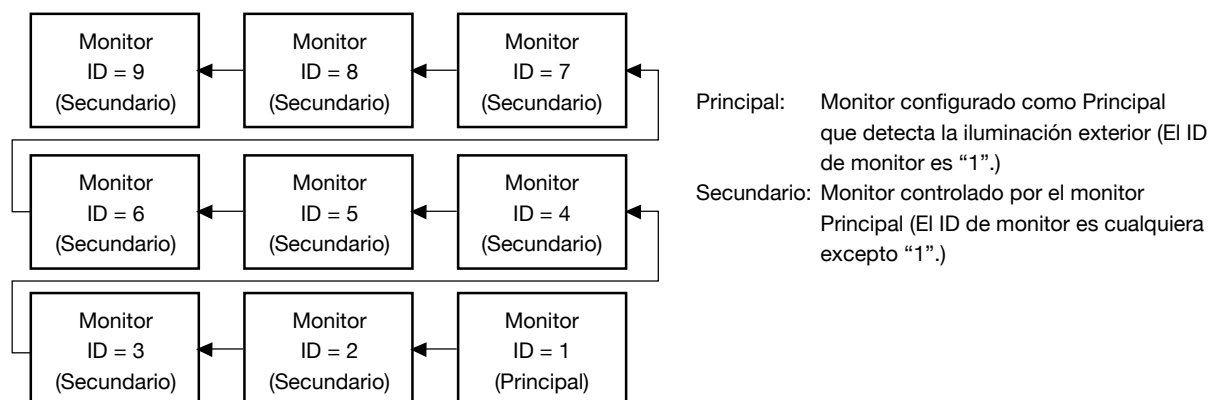 Monitor
ID = 9
(Secundario)
Monitor
ID = 8
(Secundario)
Monitor
ID = 7
(Secundario)
Monitor
ID = 6
(Secundario)
Monitor
ID = 5
(Secundario)
Monitor
ID = 4
(Secundario)
Monitor
ID = 3
(Secundario)
Monitor
ID = 2
(Secundario)
Monitor
ID = 1
(Principal)
Principal: Monitor configurado como Principal
que detecta la iluminación exterior (El ID
de monitor es “1”.)
Secundario: Monitor controlado por el monitor
Principal (El ID de monitor es cualquiera
excepto “1”.)